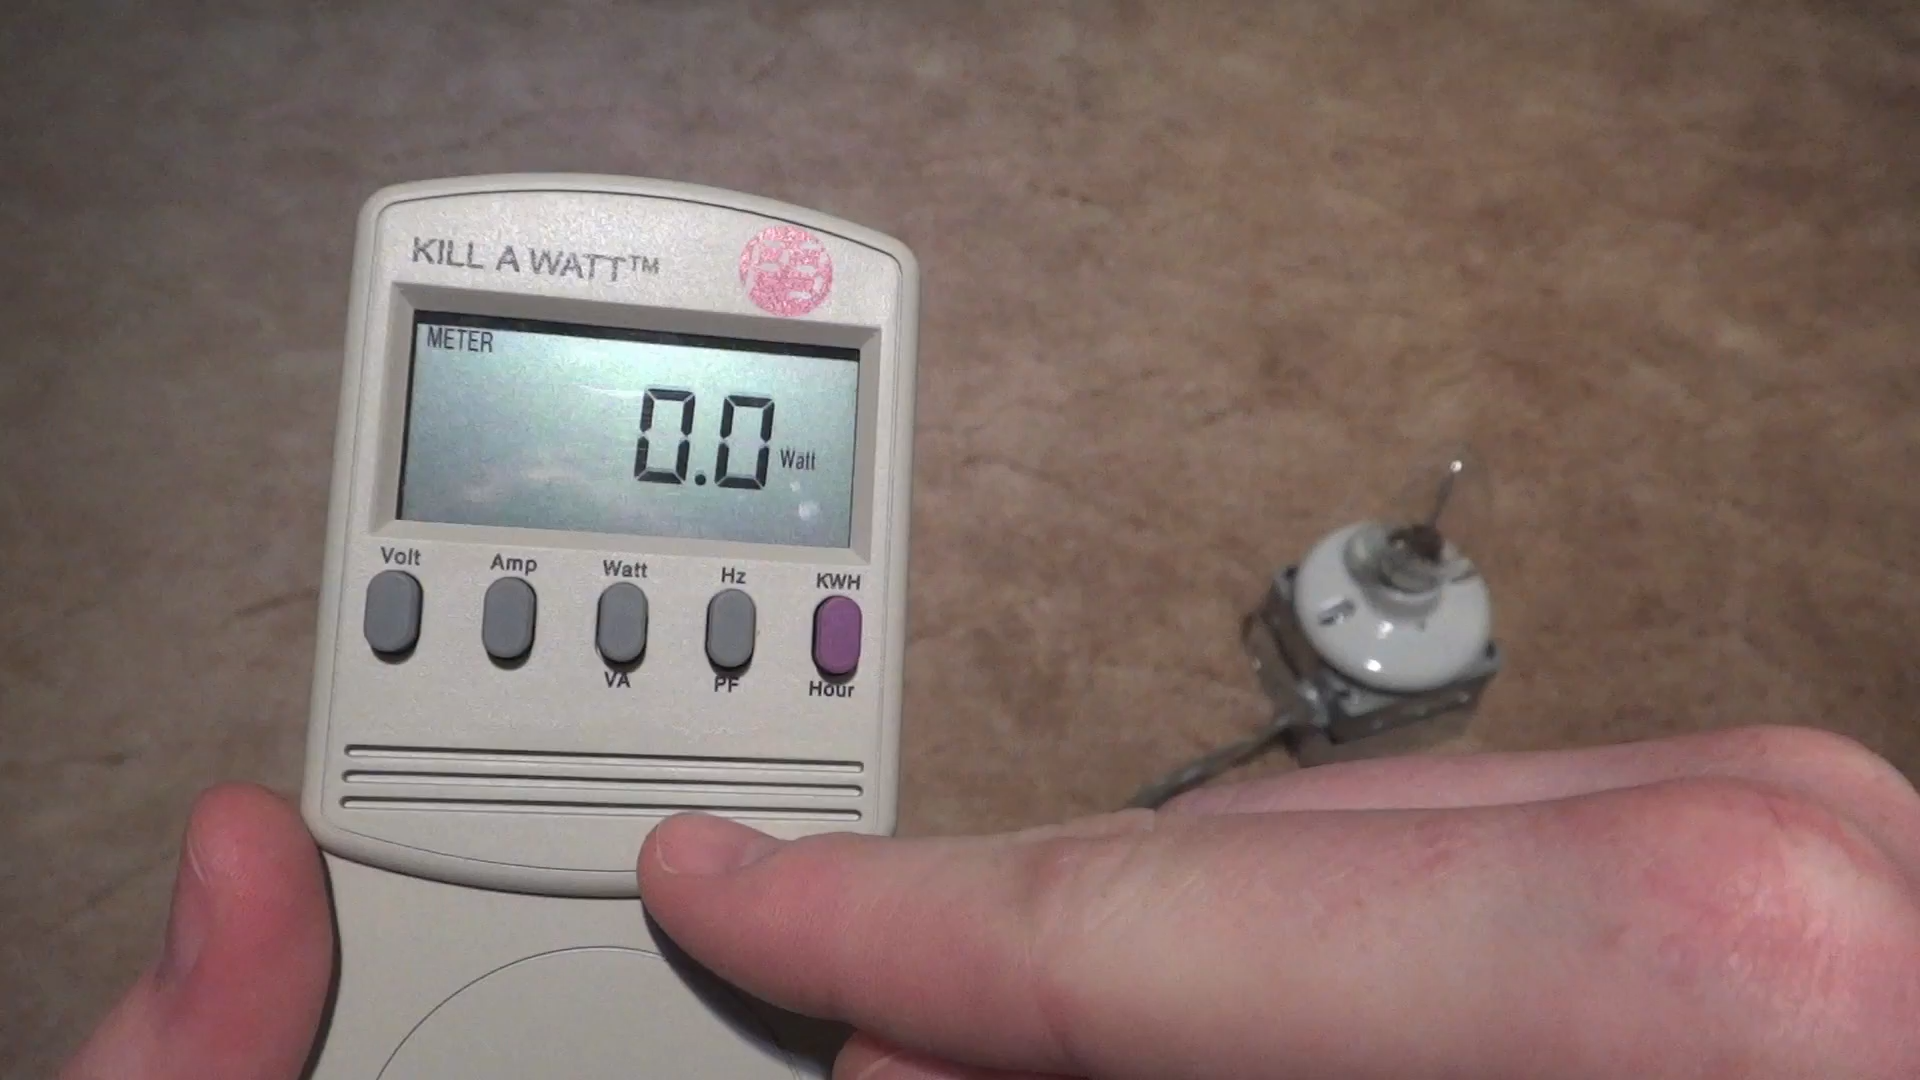 KILL A WATT™
METER
0.0 Watt
Volt Amp Watt Hz KWH
VA PF Hour